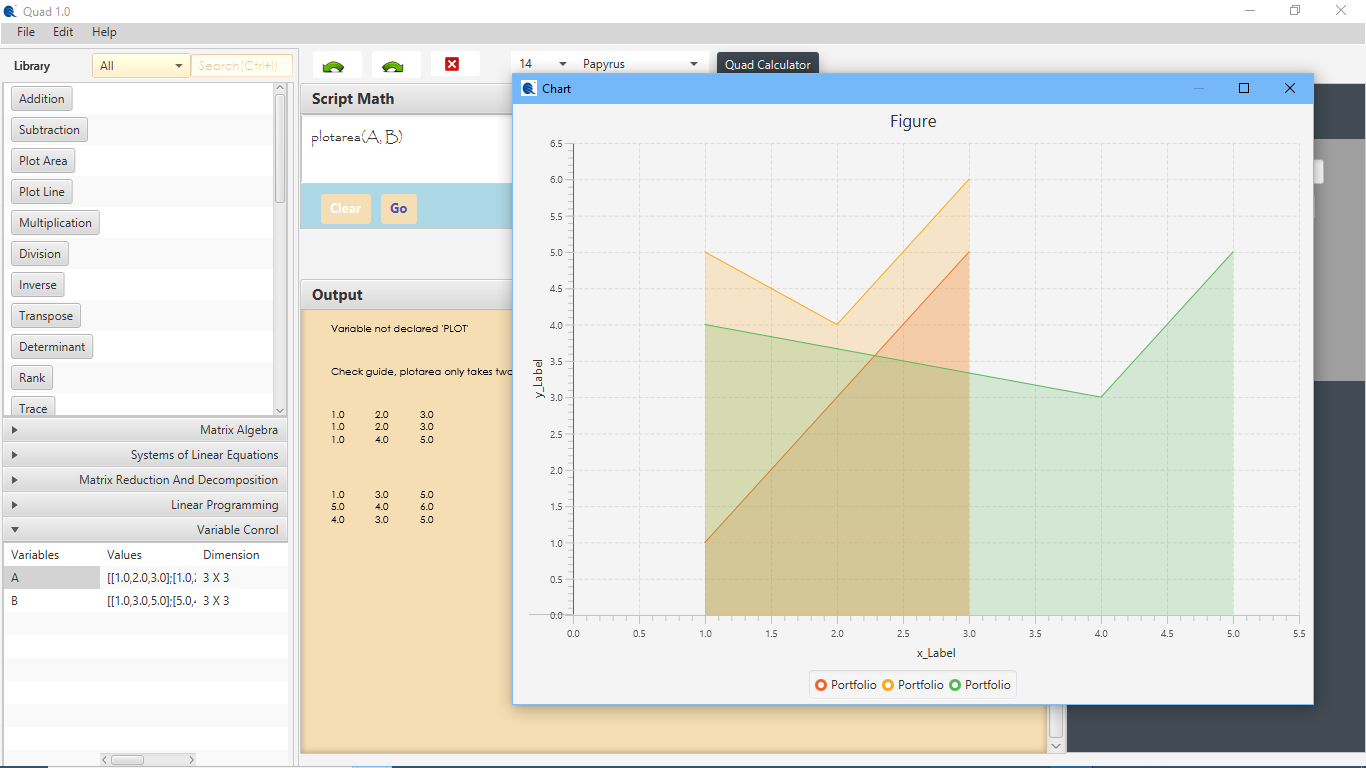 Quad 1.0
File Edit Help
Library All Search(Ctrl+I) 14 Papyrus Quad Calculator
Addition
Subtraction
Plot Area
Plot Line
Multiplication
Division
Inverse
Transpose
Determinant
Rank
Trace
Matrix Algebra
Systems of Linear Equations
Matrix Reduction And Decomposition
Linear Programming
Variable Conrol
Variables Values Dimension
A [[1.0,2.0,3.0];[1.0, 3 X 3
B [[1.0,3.0,5.0];[5.0, 3 X 3
Script Math
plotarea(A, B)
Clear Go
Output
Variable not declared 'PLOT'
Check guide, plotarea only takes two
1.0 2.0 3.0
1.0 2.0 3.0
1.0 4.0 5.0
1.0 3.0 5.0
5.0 4.0 6.0
4.0 3.0 5.0
Chart
Figure
6.5
6.0
5.5
5.0
4.5
4.0
3.5
3.0
2.5
2.0
1.5
1.0
0.5
0.0
y_Label
0.0 0.5 1.0 1.5 2.0 2.5 3.0 3.5 4.0 4.5 5.0 5.5
x_Label
Portfolio Portfolio Portfolio